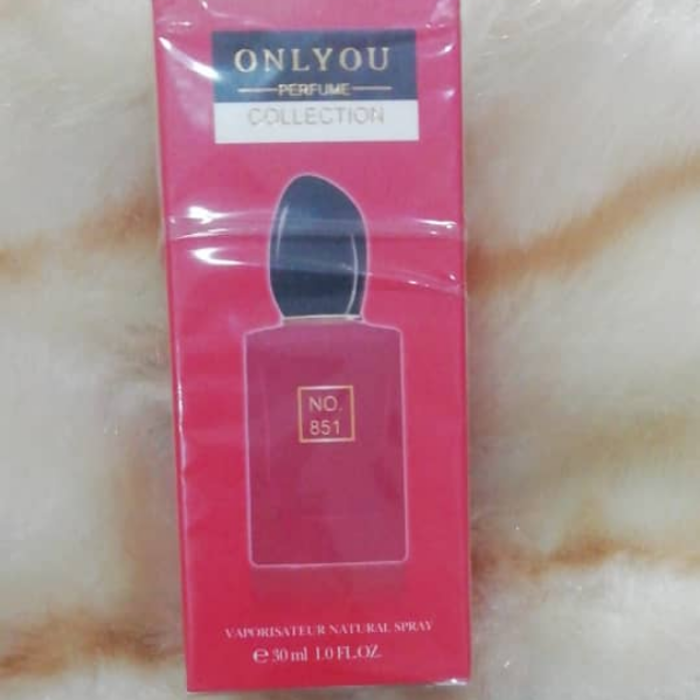 ONLYOU
PERFUME
COLLECTION
NO.
851
VAPORISATEUR NATURAL SPRAY
℮ 30 ml 1.0 FL.OZ.